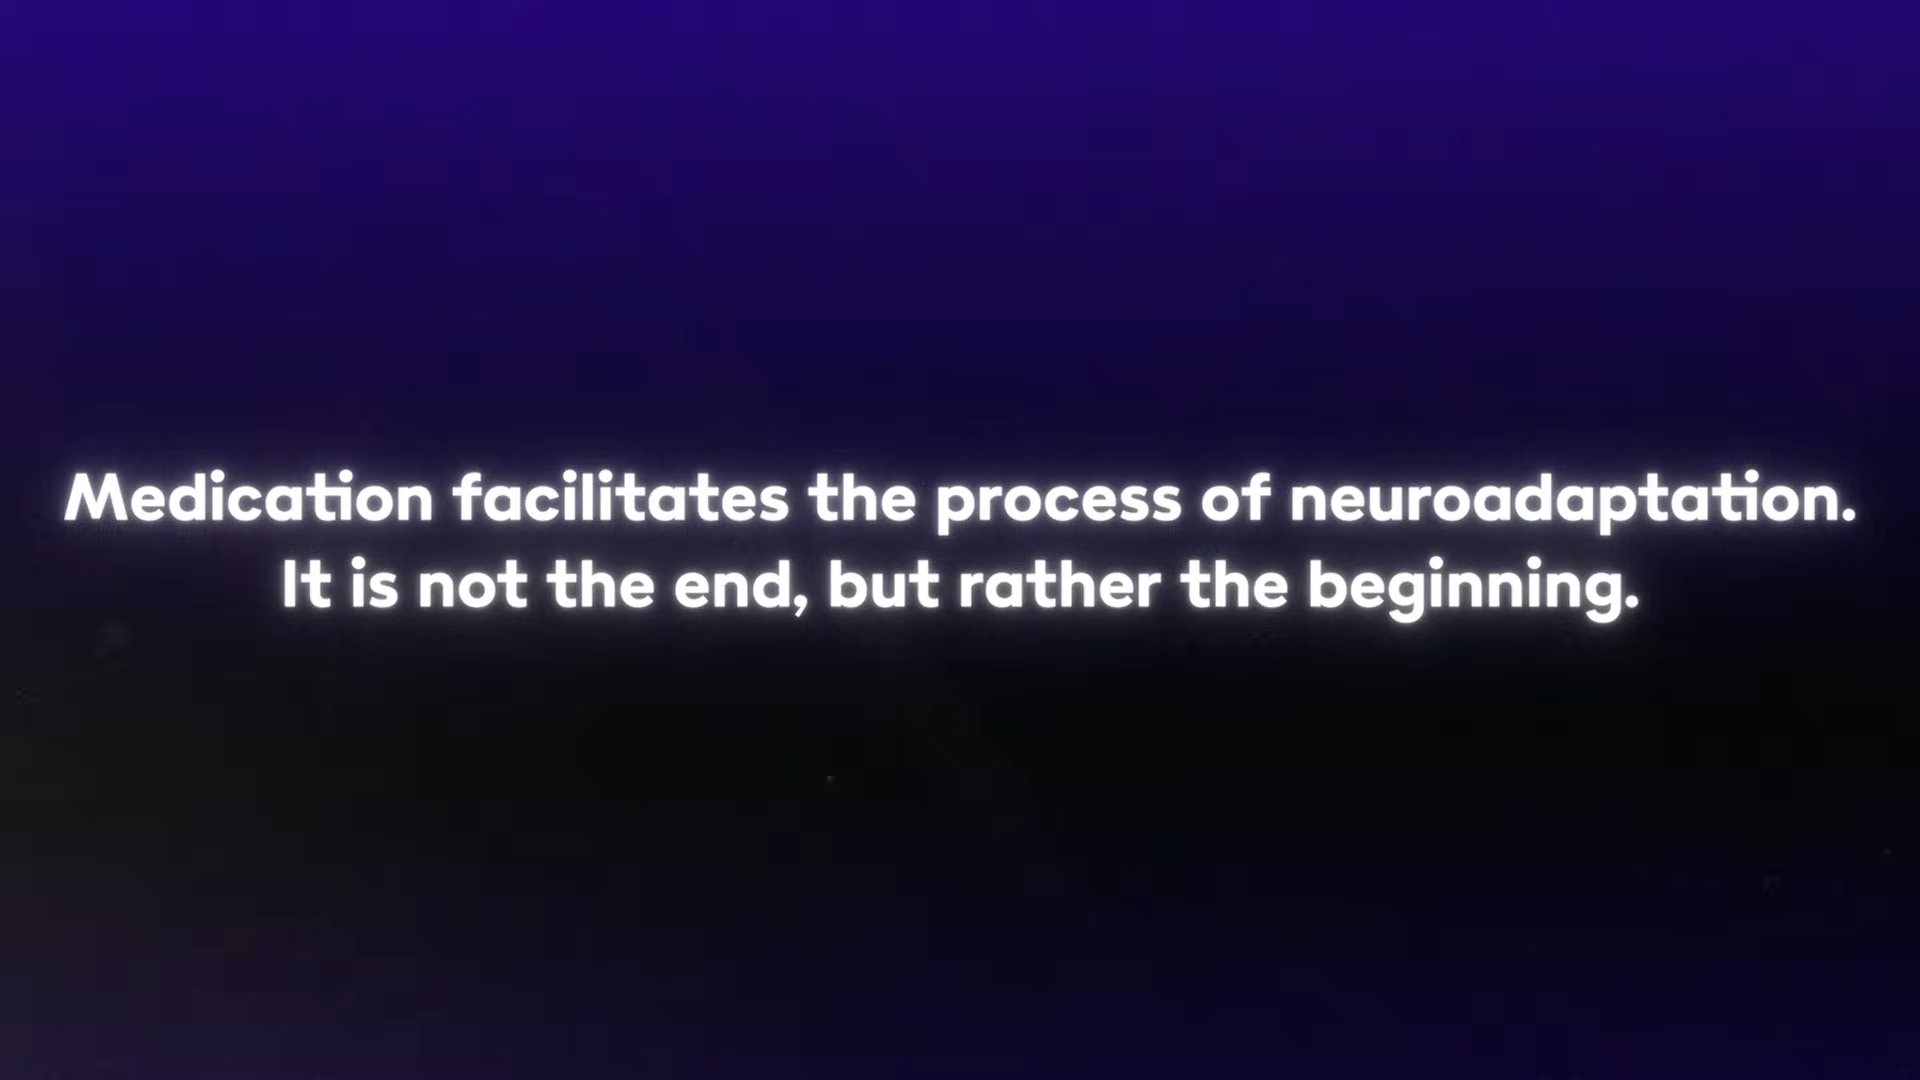 Medication facilitates the process of neuroadaptation.
It is not the end, but rather the beginning.